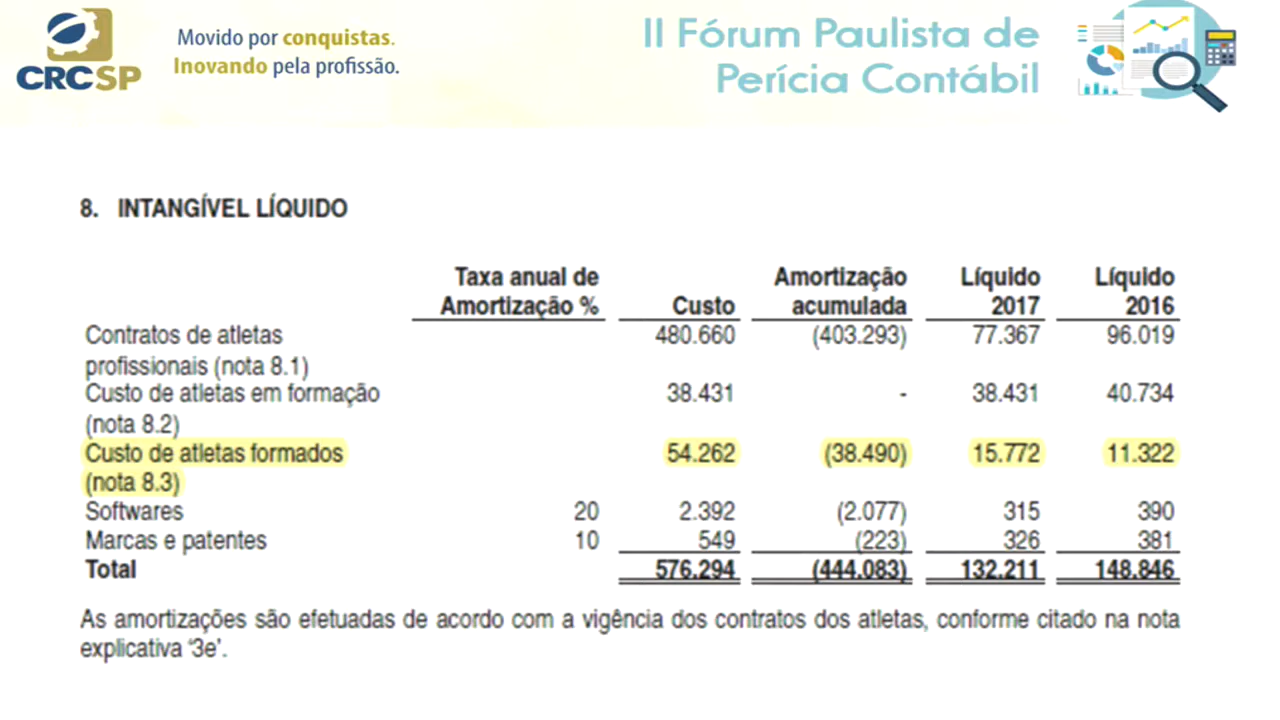 CRCSP
Movido por conquistas.
Inovando pela profissão.
II Fórum Paulista de
Perícia Contábil
8. INTANGÍVEL LÍQUIDO
Taxa anual de Amortização % Custo Amortização acumulada Líquido 2017 Líquido 2016
Contratos de atletas 480.660 (403.293) 77.367 96.019
profissionais (nota 8.1)
Custo de atletas em formação 38.431 - 38.431 40.734
(nota 8.2)
Custo de atletas formados 54.262 (38.490) 15.772 11.322
(nota 8.3)
Softwares 20 2.392 (2.077) 315 390
Marcas e patentes 10 549 (223) 326 381
Total 576.294 (444.083) 132.211 148.846
As amortizações são efetuadas de acordo com a vigência dos contratos dos atletas, conforme citado na nota
explicativa '3e'.